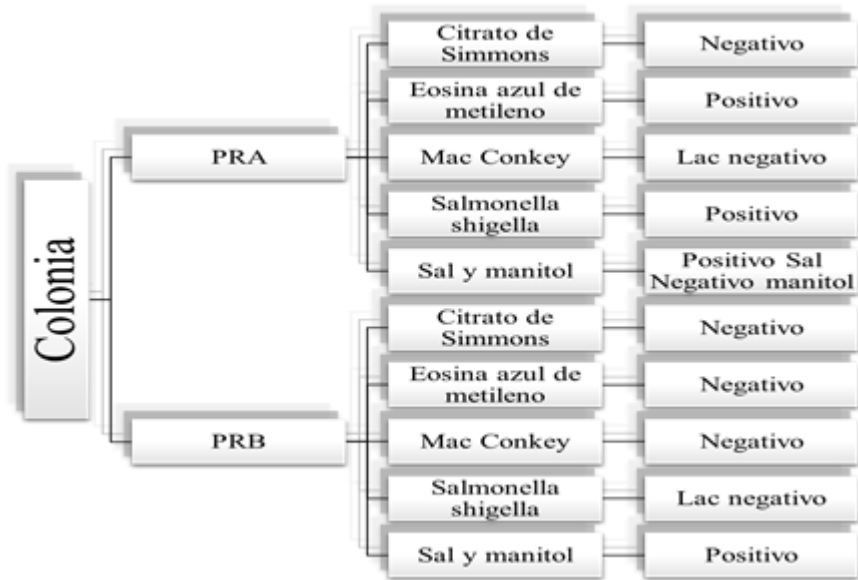 Colonia
PRA
Citrato de
Simmons
Negativo
Eosina azul de
metileno
Positivo
Mac Conkey
Lac negativo
Salmonella
shigella
Positivo
Sal y manitol
Positivo Sal
Negativo manitol
PRB
Citrato de
Simmons
Negativo
Eosina azul de
metileno
Negativo
Mac Conkey
Negativo
Salmonella
shigella
Lac negativo
Sal y manitol
Positivo